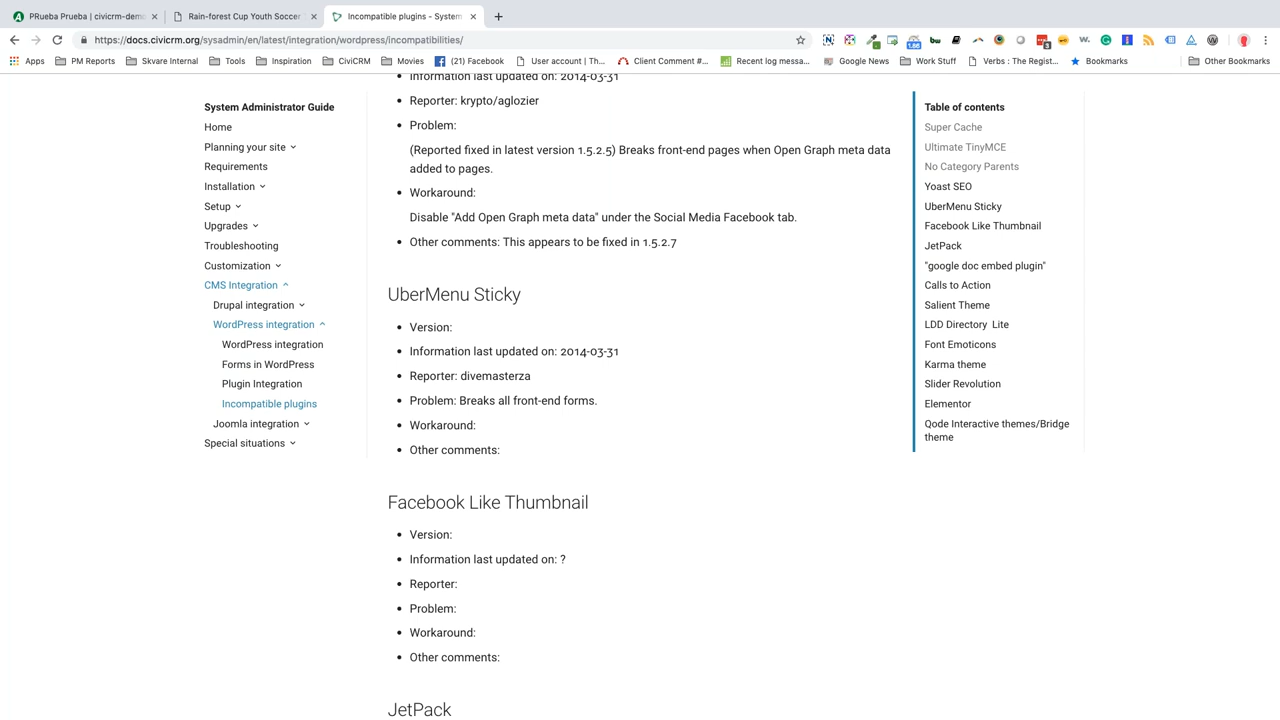 PRueba Prueba | civicrm-dem
Rain-forest Cup Youth Soccer
Incompatible plugins - System
https://docs.civicrm.org/sysadmin/en/latest/integration/wordpress/incompatibilities/
Apps
PM Reports
Skvare Internal
Tools
Inspiration
CiviCRM
Movies
(21) Facebook
User account | Th...
Client Comment #...
Recent log messa...
Google News
Work Stuff
Verbs : The Regist...
Bookmarks
Other Bookmarks
System Administrator Guide
Home
Planning your site
Requirements
Installation
Setup
Upgrades
Troubleshooting
Customization
CMS Integration
Drupal integration
WordPress integration
WordPress integration
Forms in WordPress
Plugin Integration
Incompatible plugins
Joomla integration
Special situations
Information last updated on: 2014-03-31
Reporter: krypto/aglozier
Problem:
(Reported fixed in latest version 1.5.2.5) Breaks front-end pages when Open Graph meta data
added to pages.
Workaround:
Disable "Add Open Graph meta data" under the Social Media Facebook tab.
Other comments: This appears to be fixed in 1.5.2.7
UberMenu Sticky
Version:
Information last updated on: 2014-03-31
Reporter: divemasterza
Problem: Breaks all front-end forms.
Workaround:
Other comments:
Facebook Like Thumbnail
Version:
Information last updated on: ?
Reporter:
Problem:
Workaround:
Other comments:
JetPack
Table of contents
Super Cache
Ultimate TinyMCE
No Category Parents
Yoast SEO
UberMenu Sticky
Facebook Like Thumbnail
JetPack
"google doc embed plugin"
Calls to Action
Salient Theme
LDD Directory Lite
Font Emoticons
Karma theme
Slider Revolution
Elementor
Qode Interactive themes/Bridge
theme